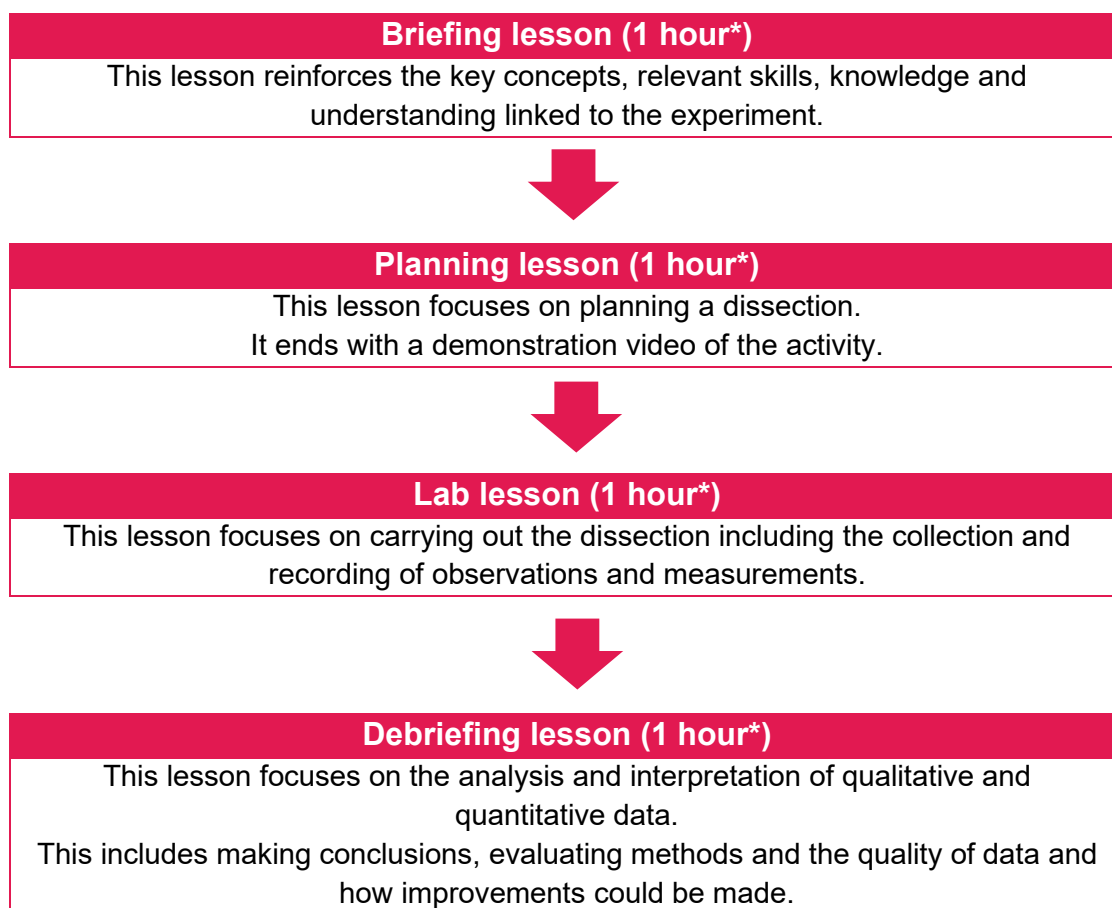 Briefing lesson (1 hour*)
This lesson reinforces the key concepts, relevant skills, knowledge and
understanding linked to the experiment.
Planning lesson (1 hour*)
This lesson focuses on planning a dissection.
It ends with a demonstration video of the activity.
Lab lesson (1 hour*)
This lesson focuses on carrying out the dissection including the collection and
recording of observations and measurements.
Debriefing lesson (1 hour*)
This lesson focuses on the analysis and interpretation of qualitative and
quantitative data.
This includes making conclusions, evaluating methods and the quality of data and
how improvements could be made.